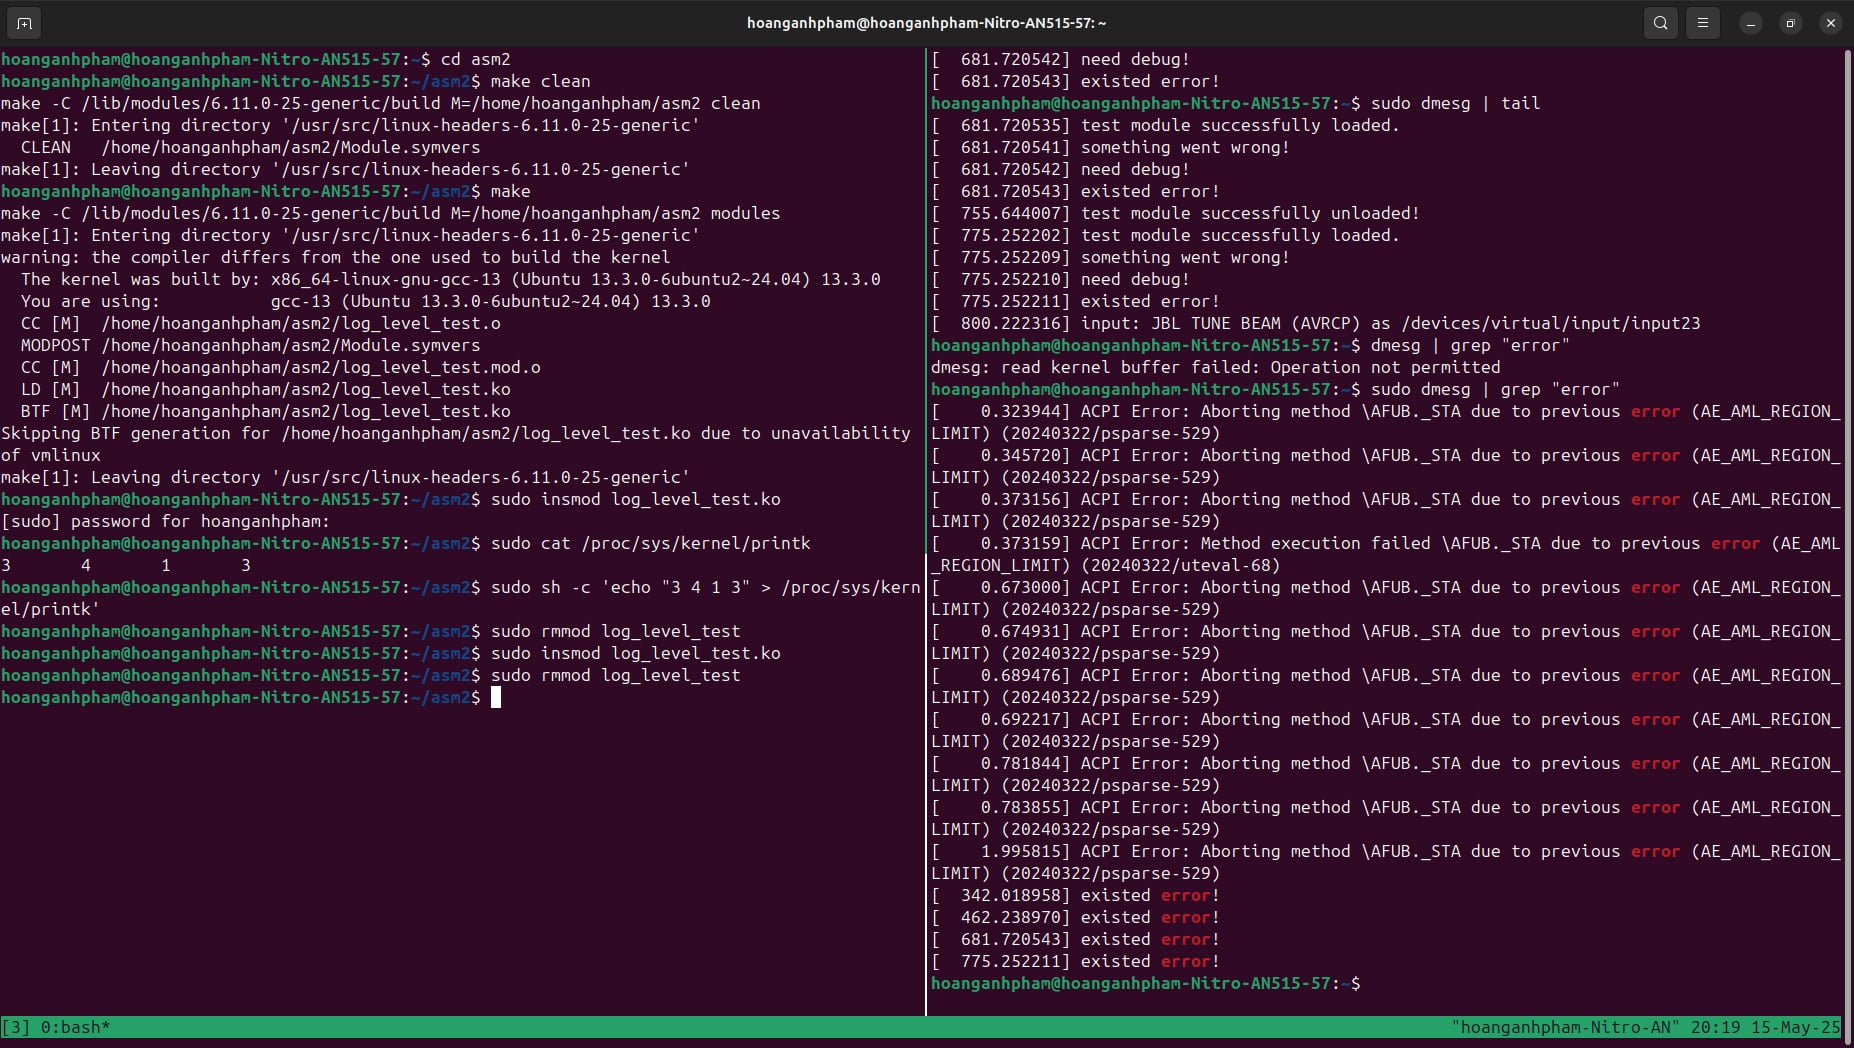 hoanganhpham@hoanganhpham-Nitro-AN515-57: ~
hoanganhpham@hoanganhpham-Nitro-AN515-57:~$ cd asm2
hoanganhpham@hoanganhpham-Nitro-AN515-57:~/asm2$ make clean
make -C /lib/modules/6.11.0-25-generic/build M=/home/hoanganhpham/asm2 clean
make[1]: Entering directory '/usr/src/linux-headers-6.11.0-25-generic'
  CLEAN   /home/hoanganhpham/asm2/Module.symvers
make[1]: Leaving directory '/usr/src/linux-headers-6.11.0-25-generic'
hoanganhpham@hoanganhpham-Nitro-AN515-57:~/asm2$ make
make -C /lib/modules/6.11.0-25-generic/build M=/home/hoanganhpham/asm2 modules
make[1]: Entering directory '/usr/src/linux-headers-6.11.0-25-generic'
warning: the compiler differs from the one used to build the kernel
  The kernel was built by: x86_64-linux-gnu-gcc-13 (Ubuntu 13.3.0-6ubuntu2~24.04) 13.3.0
  You are using:           gcc-13 (Ubuntu 13.3.0-6ubuntu2~24.04) 13.3.0
  CC [M]  /home/hoanganhpham/asm2/log_level_test.o
  MODPOST /home/hoanganhpham/asm2/Module.symvers
  CC [M]  /home/hoanganhpham/asm2/log_level_test.mod.o
  LD [M]  /home/hoanganhpham/asm2/log_level_test.ko
  BTF [M] /home/hoanganhpham/asm2/log_level_test.ko
Skipping BTF generation for /home/hoanganhpham/asm2/log_level_test.ko due to unavailability
of vmlinux
make[1]: Leaving directory '/usr/src/linux-headers-6.11.0-25-generic'
hoanganhpham@hoanganhpham-Nitro-AN515-57:~/asm2$ sudo insmod log_level_test.ko
[sudo] password for hoanganhpham:
hoanganhpham@hoanganhpham-Nitro-AN515-57:~/asm2$ sudo cat /proc/sys/kernel/printk
3       4       1       3
hoanganhpham@hoanganhpham-Nitro-AN515-57:~/asm2$ sudo sh -c 'echo "3 4 1 3" > /proc/sys/kern
el/printk'
hoanganhpham@hoanganhpham-Nitro-AN515-57:~/asm2$ sudo rmmod log_level_test
hoanganhpham@hoanganhpham-Nitro-AN515-57:~/asm2$ sudo insmod log_level_test.ko
hoanganhpham@hoanganhpham-Nitro-AN515-57:~/asm2$ sudo rmmod log_level_test
hoanganhpham@hoanganhpham-Nitro-AN515-57:~/asm2$
[  681.720542] need debug!
[  681.720543] existed error!
hoanganhpham@hoanganhpham-Nitro-AN515-57:~$ sudo dmesg | tail
[  681.720535] test module successfully loaded.
[  681.720541] something went wrong!
[  681.720542] need debug!
[  681.720543] existed error!
[  755.644007] test module successfully unloaded!
[  775.252202] test module successfully loaded.
[  775.252209] something went wrong!
[  775.252210] need debug!
[  775.252211] existed error!
[  800.222316] input: JBL TUNE BEAM (AVRCP) as /devices/virtual/input/input23
hoanganhpham@hoanganhpham-Nitro-AN515-57:~$ dmesg | grep "error"
dmesg: read kernel buffer failed: Operation not permitted
hoanganhpham@hoanganhpham-Nitro-AN515-57:~$ sudo dmesg | grep "error"
[    0.323944] ACPI Error: Aborting method \AFUB._STA due to previous error (AE_AML_REGION_
LIMIT) (20240322/psparse-529)
[    0.345720] ACPI Error: Aborting method \AFUB._STA due to previous error (AE_AML_REGION_
LIMIT) (20240322/psparse-529)
[    0.373156] ACPI Error: Aborting method \AFUB._STA due to previous error (AE_AML_REGION_
LIMIT) (20240322/psparse-529)
[    0.373159] ACPI Error: Method execution failed \AFUB._STA due to previous error (AE_AML
_REGION_LIMIT) (20240322/uteval-68)
[    0.673000] ACPI Error: Aborting method \AFUB._STA due to previous error (AE_AML_REGION_
LIMIT) (20240322/psparse-529)
[    0.674931] ACPI Error: Aborting method \AFUB._STA due to previous error (AE_AML_REGION_
LIMIT) (20240322/psparse-529)
[    0.689476] ACPI Error: Aborting method \AFUB._STA due to previous error (AE_AML_REGION_
LIMIT) (20240322/psparse-529)
[    0.692217] ACPI Error: Aborting method \AFUB._STA due to previous error (AE_AML_REGION_
LIMIT) (20240322/psparse-529)
[    0.781844] ACPI Error: Aborting method \AFUB._STA due to previous error (AE_AML_REGION_
LIMIT) (20240322/psparse-529)
[    0.783855] ACPI Error: Aborting method \AFUB._STA due to previous error (AE_AML_REGION_
LIMIT) (20240322/psparse-529)
[    1.995815] ACPI Error: Aborting method \AFUB._STA due to previous error (AE_AML_REGION_
LIMIT) (20240322/psparse-529)
[  342.018958] existed error!
[  462.238970] existed error!
[  681.720543] existed error!
[  775.252211] existed error!
hoanganhpham@hoanganhpham-Nitro-AN515-57:~$
[3] 0:bash*
"hoanganhpham-Nitro-AN" 20:19 15-May-25